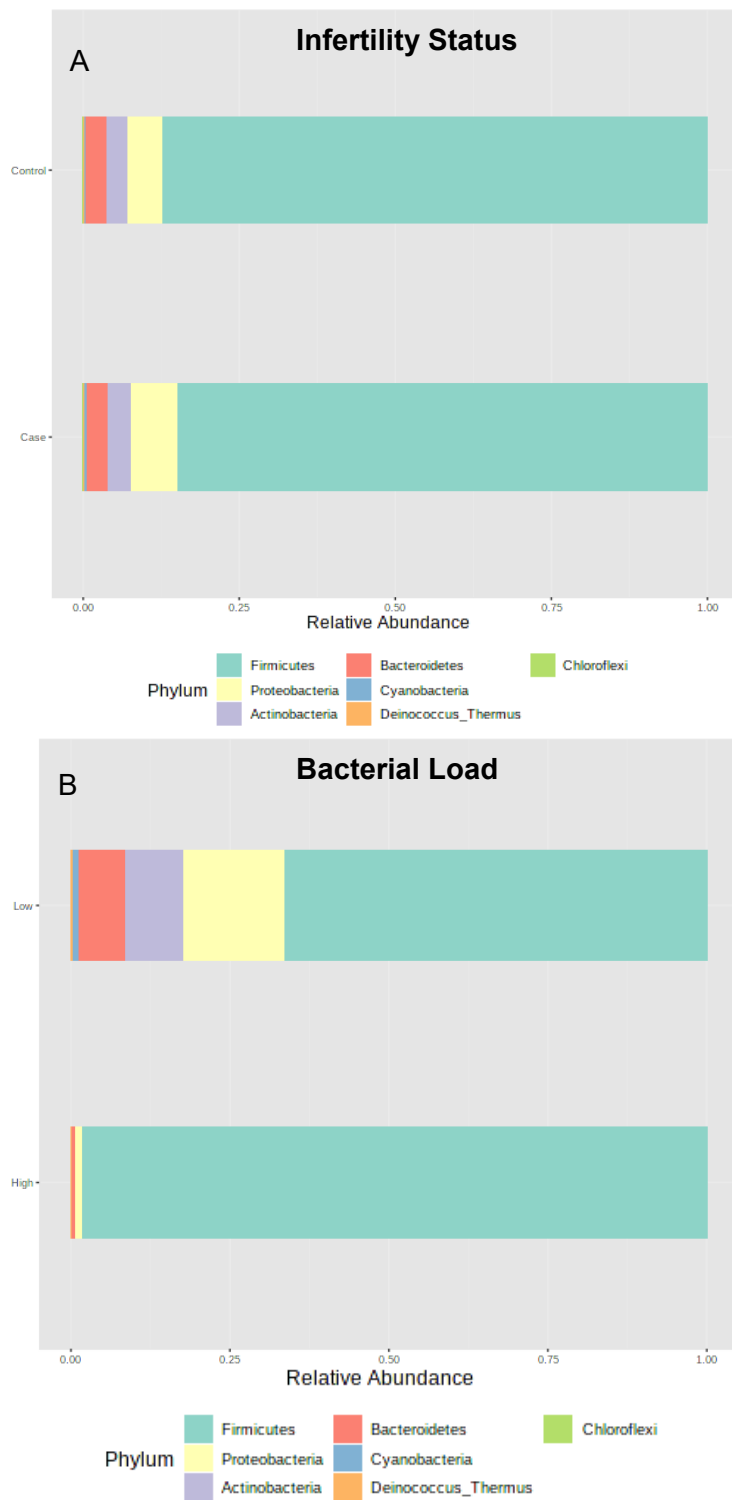 Infertility Status
A
Control
Case
0.00 0.25 0.50 0.75 1.00
Relative Abundance
Phylum
Firmicutes Bacteroidetes Chloroflexi
Proteobacteria Cyanobacteria
Actinobacteria Deinococcus_Thermus
Bacterial Load
B
Low
High
0.00 0.25 0.50 0.75 1.00
Relative Abundance
Phylum
Firmicutes Bacteroidetes Chloroflexi
Proteobacteria Cyanobacteria
Actinobacteria Deinococcus_Thermus